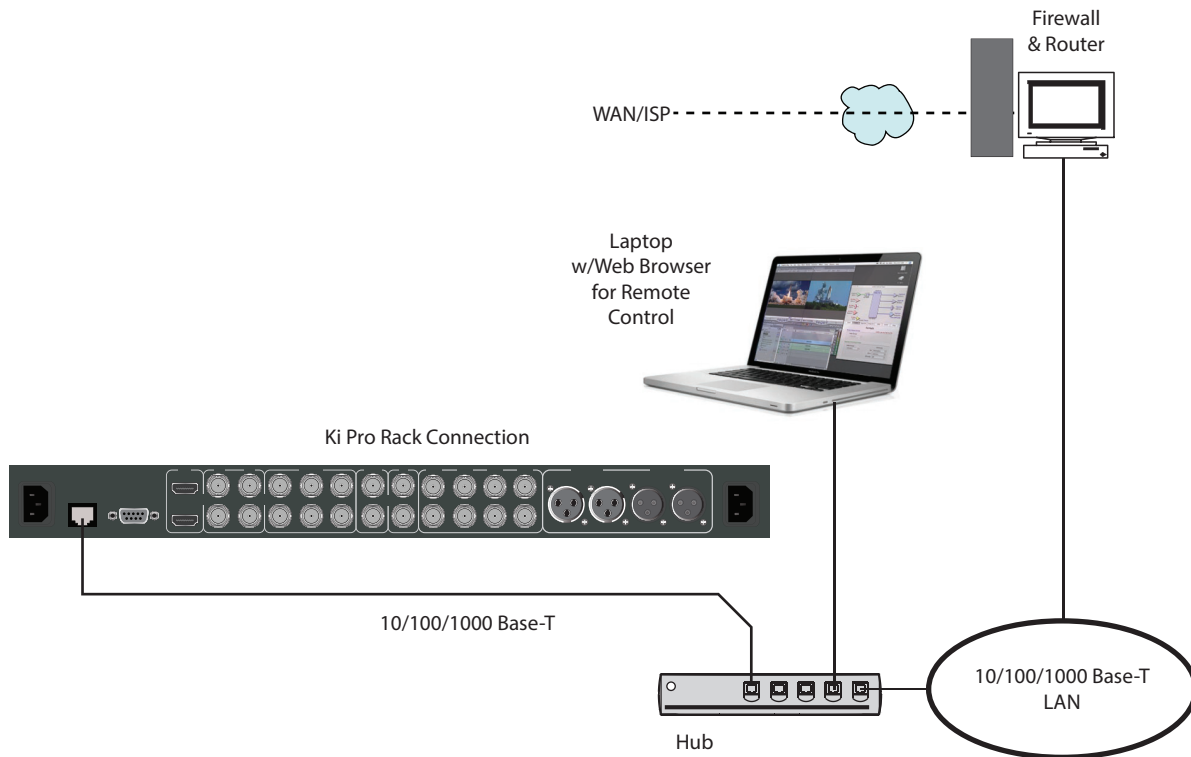 Firewall
& Router
WAN/ISP
Laptop
w/Web Browser
for Remote
Control
Ki Pro Rack Connection
10/100/1000 Base-T
10/100/1000 Base-T
LAN
Hub